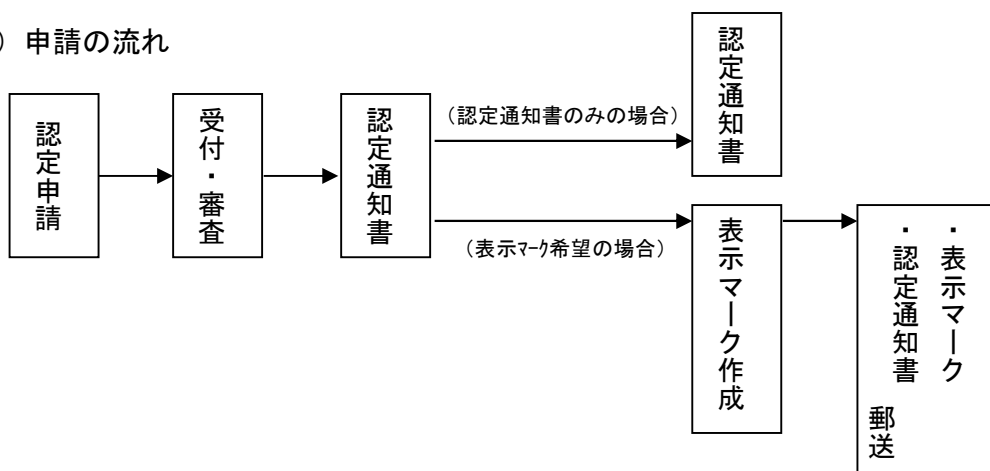 ) 申請の流れ
認定申請
受付・審査
認定通知書
(認定通知書のみの場合)
認定通知書
(表示ﾏｰｸ希望の場合)
表示マーク作成
・表示マーク
・認定通知書
郵送